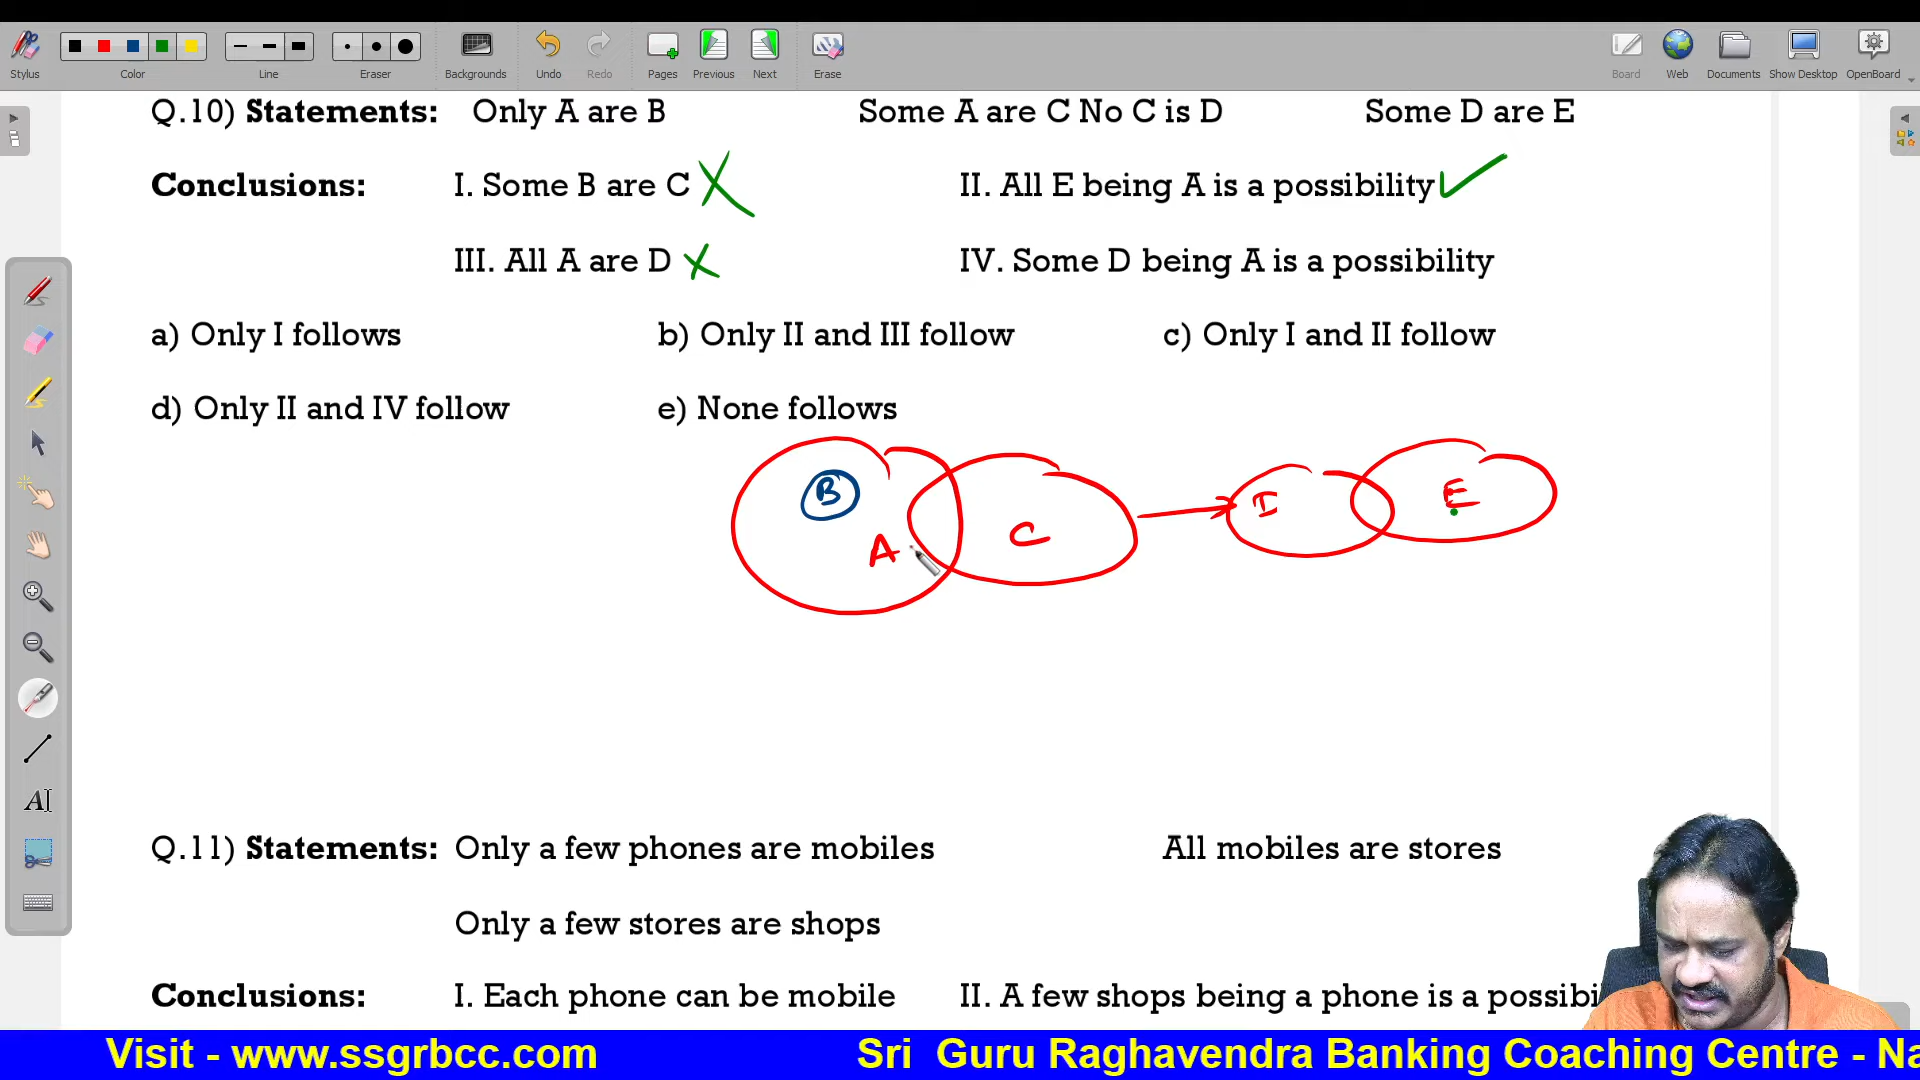 Stylus Color Line Eraser Backgrounds Undo Redo Pages Previous Next Erase Board Web Documents Show Desktop OpenBoard
Q.10) Statements: Only A are B Some A are C No C is D Some D are E
Conclusions: I. Some B are C II. All E being A is a possibility
III. All A are D IV. Some D being A is a possibility
a) Only I follows b) Only II and III follow c) Only I and II follow
d) Only II and IV follow e) None follows
B A C I E
Q.11) Statements: Only a few phones are mobiles All mobiles are stores
Only a few stores are shops
Conclusions: I. Each phone can be mobile II. A few shops being a phone is a possibi
Visit - www.ssgrbcc.com Sri Guru Raghavendra Banking Coaching Centre - Na